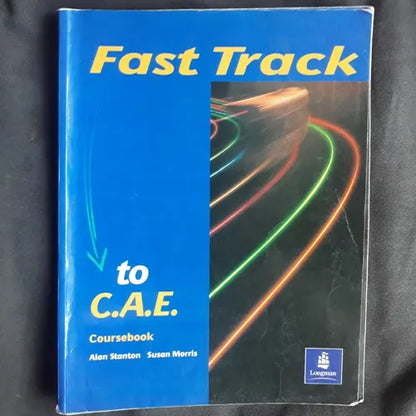 Fast Track
to
C.A.E.
Coursebook
Alan Stanton Susan Morris
Longman